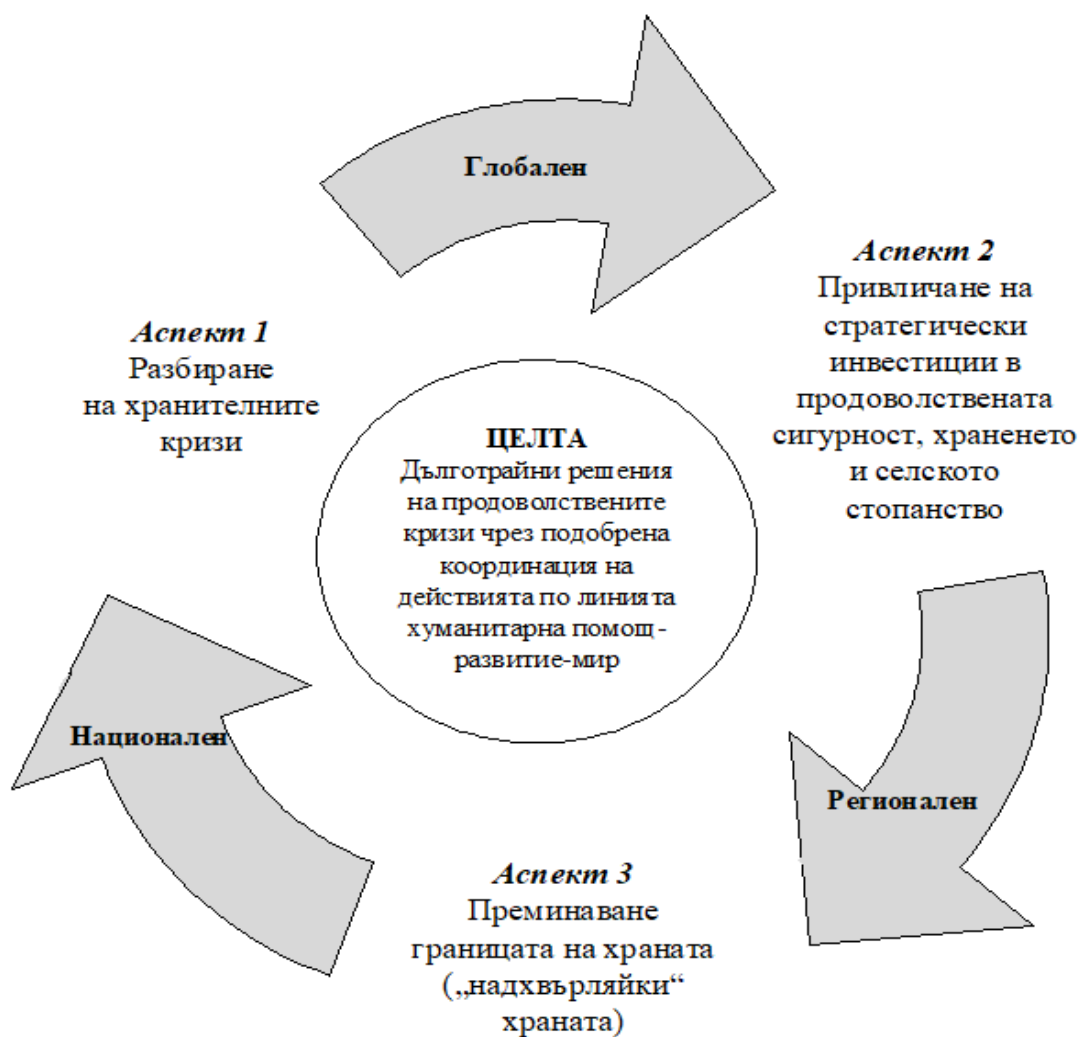 Глобален
Аспект 1
Разбиране
на хранителните
кризи
Аспект 2
Привличане на
стратегически
инвестиции в
продоволствената
сигурност, храненето
и селското
стопанство
ЦЕЛТА
Дълготрайни решения
на продоволствените
кризи чрез подобрена
координация на
действията по линията
хуманитарна помощ-
развитие-мир
Национален
Регионален
Аспект 3
Преминаване
границата на храната
(„надхвърляйки“
храната)